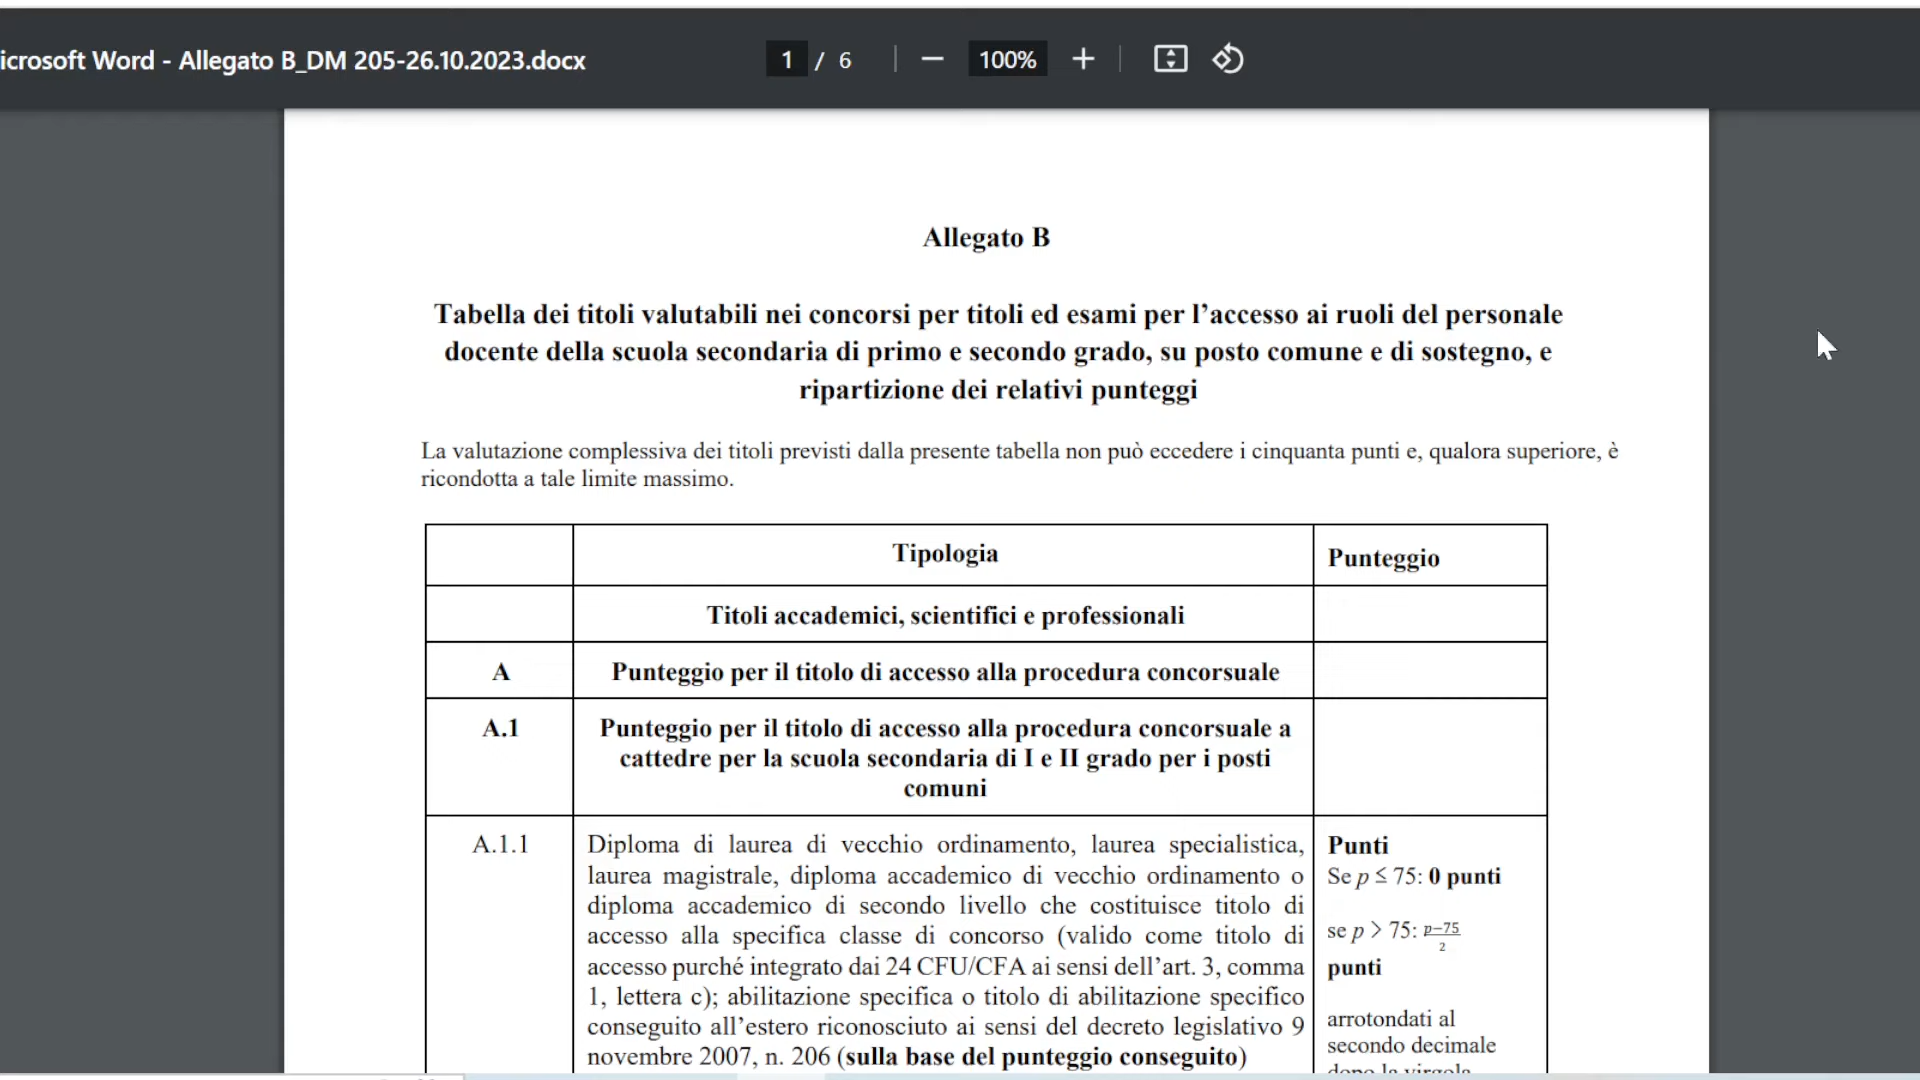 icrosoft Word - Allegato B_DM 205-26.10.2023.docx
1 / 6
100%
Allegato B
Tabella dei titoli valutabili nei concorsi per titoli ed esami per l’accesso ai ruoli del personale
docente della scuola secondaria di primo e secondo grado, su posto comune e di sostegno, e
ripartizione dei relativi punteggi
La valutazione complessiva dei titoli previsti dalla presente tabella non può eccedere i cinquanta punti e, qualora superiore, è
ricondotta a tale limite massimo.
Tipologia
Punteggio
Titoli accademici, scientifici e professionali
A
Punteggio per il titolo di accesso alla procedura concorsuale
A.1
Punteggio per il titolo di accesso alla procedura concorsuale a
cattedre per la scuola secondaria di I e II grado per i posti
comuni
A.1.1
Diploma di laurea di vecchio ordinamento, laurea specialistica,
laurea magistrale, diploma accademico di vecchio ordinamento o
diploma accademico di secondo livello che costituisce titolo di
accesso alla specifica classe di concorso (valido come titolo di
accesso purché integrato dai 24 CFU/CFA ai sensi dell’art. 3, comma
1, lettera c); abilitazione specifica o titolo di abilitazione specifico
conseguito all’estero riconosciuto ai sensi del decreto legislativo 9
novembre 2007, n. 206 (sulla base del punteggio conseguito)
Punti
Se p ≤ 75: 0 punti
se p > 75: p−75
2
punti
arrotondati al
secondo decimale
dopo la virgola